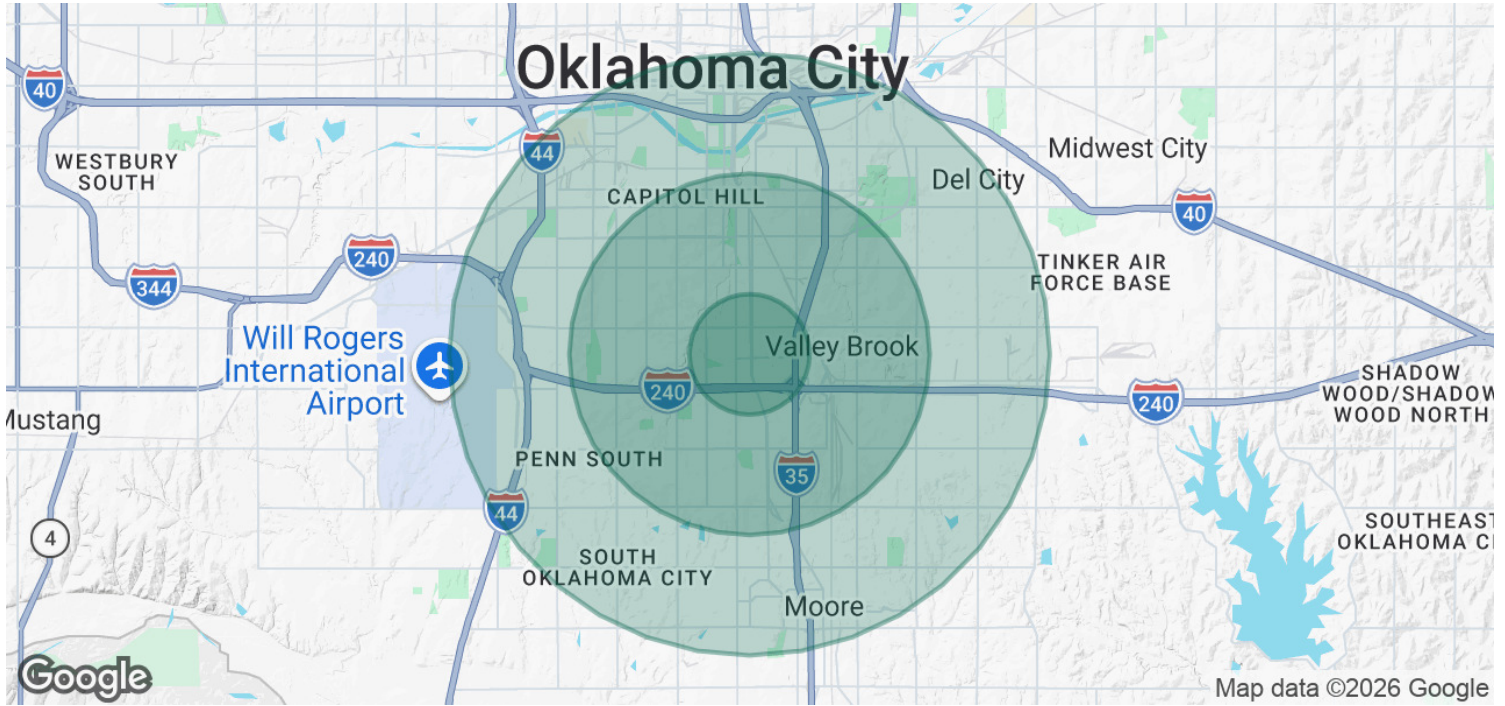 Oklahoma City
40
44
WESTBURY
SOUTH
Midwest City
CAPITOL HILL
Del City
40
240
TINKER AIR
FORCE BASE
344
Will Rogers
International
Airport
Valley Brook
240
240
SHADOW
WOOD/SHADOW
WOOD NORTH
Mustang
PENN SOUTH
35
44
4
SOUTHEAST
OKLAHOMA CI
SOUTH
OKLAHOMA CITY
Moore
Google
Map data ©2026 Google